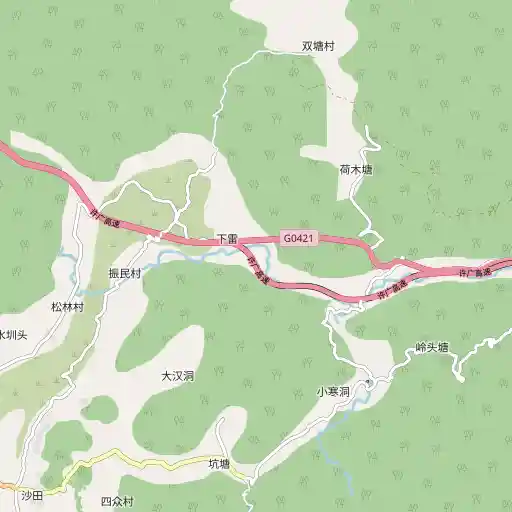 双塘村
荷木塘
许广高速
下雷
G0421
许广高速
许广高速
振民村
许广高速
松林村
水圳头
岭头塘
大汉洞
小寒洞
坑塘
沙田
四众村